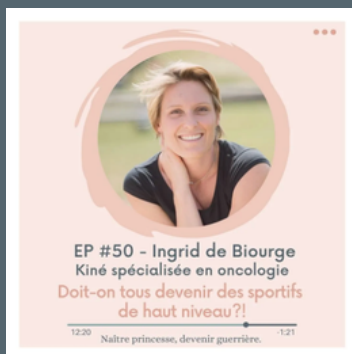 EP #50 - Ingrid de Biourge
Kiné spécialisée en oncologie
Doit-on tous devenir des sportifs
de haut niveau?!
12:20
-1:21
Naître princesse, devenir guerrière.